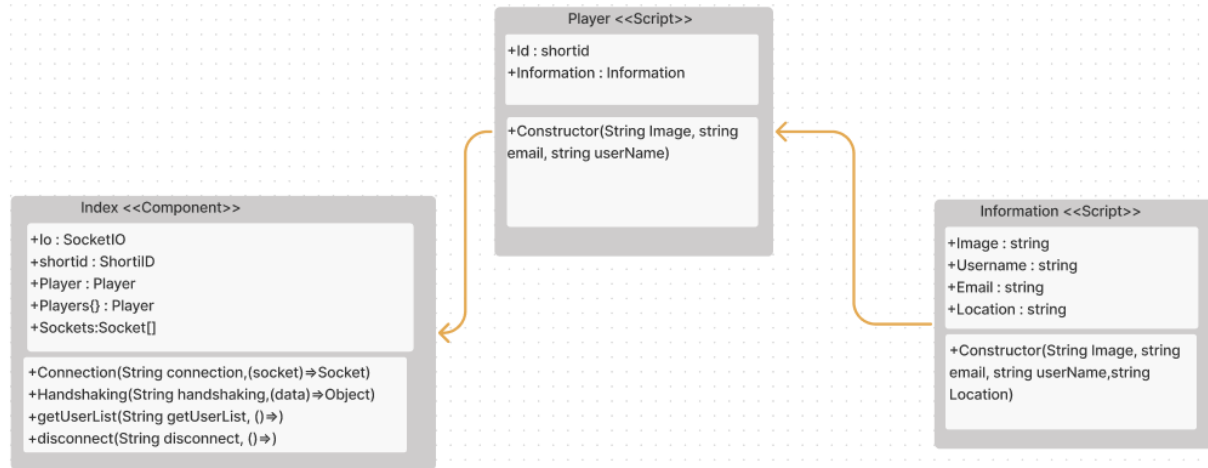 Player <<Script>>
+Id : shortid
+Information : Information
+Constructor(String Image, string
email, string userName)
Index <<Component>>
+Io : SocketIO
+shortid : ShortiID
+Player : Player
+Players{} : Player
+Sockets:Socket[]
+Connection(String connection,(socket)⇒Socket)
+Handshaking(String handshaking,(data)⇒Object)
+getUserList(String getUserList, ()⇒)
+disconnect(String disconnect, ()⇒)
Information <<Script>>
+Image : string
+Username : string
+Email : string
+Location : string
+Constructor(String Image, string
email, string userName,string
Location)